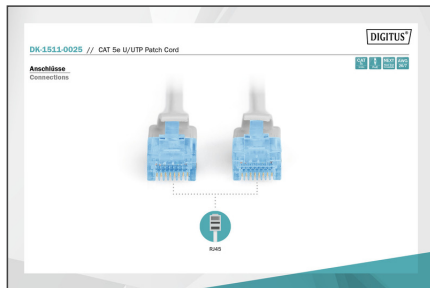 DIGITUS®
DK-1511-0025 // CAT 5e U/UTP Patch Cord
Anschlüsse
Connections
RJ45